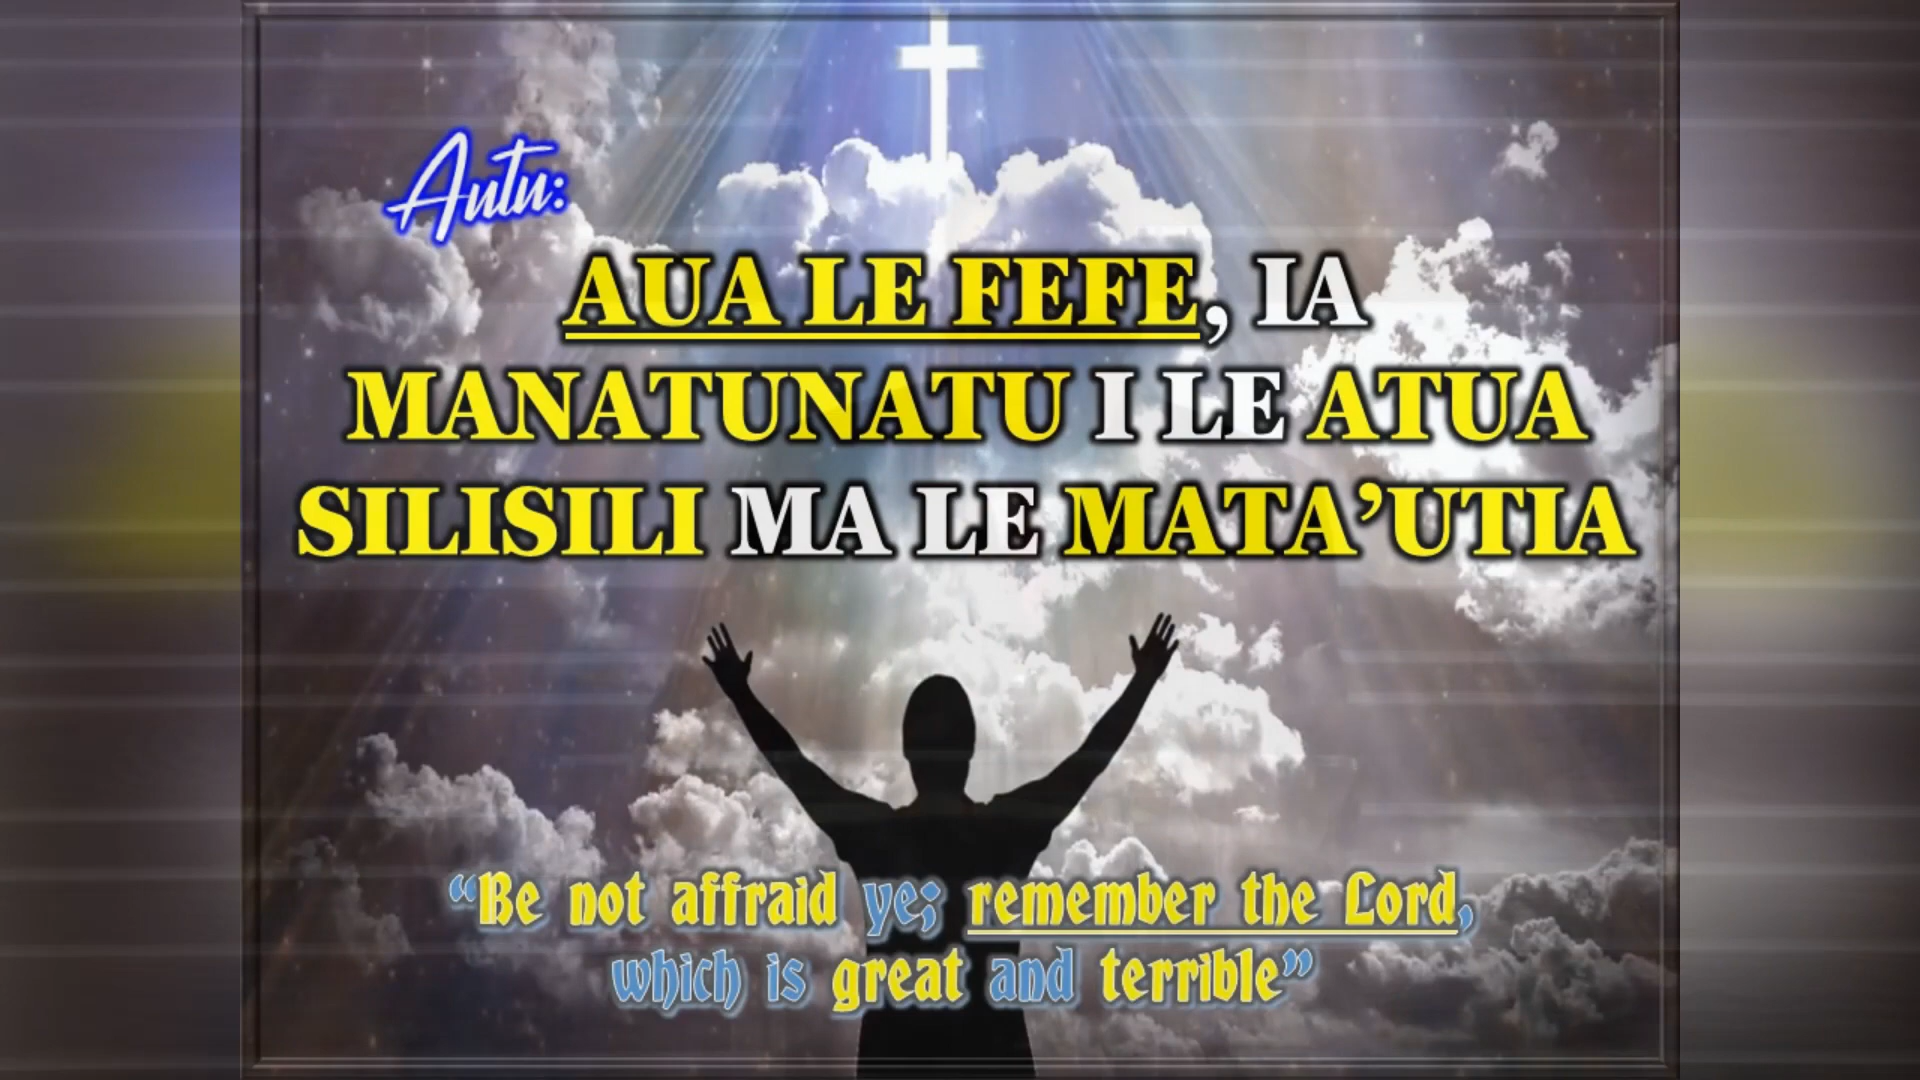 Autu:
AUA LE FEFE, IA
MANATUNATU I LE ATUA
SILISILI MA LE MATA’UTIA
“Be not affraid ye; remember the Lord,
which is great and terrible”